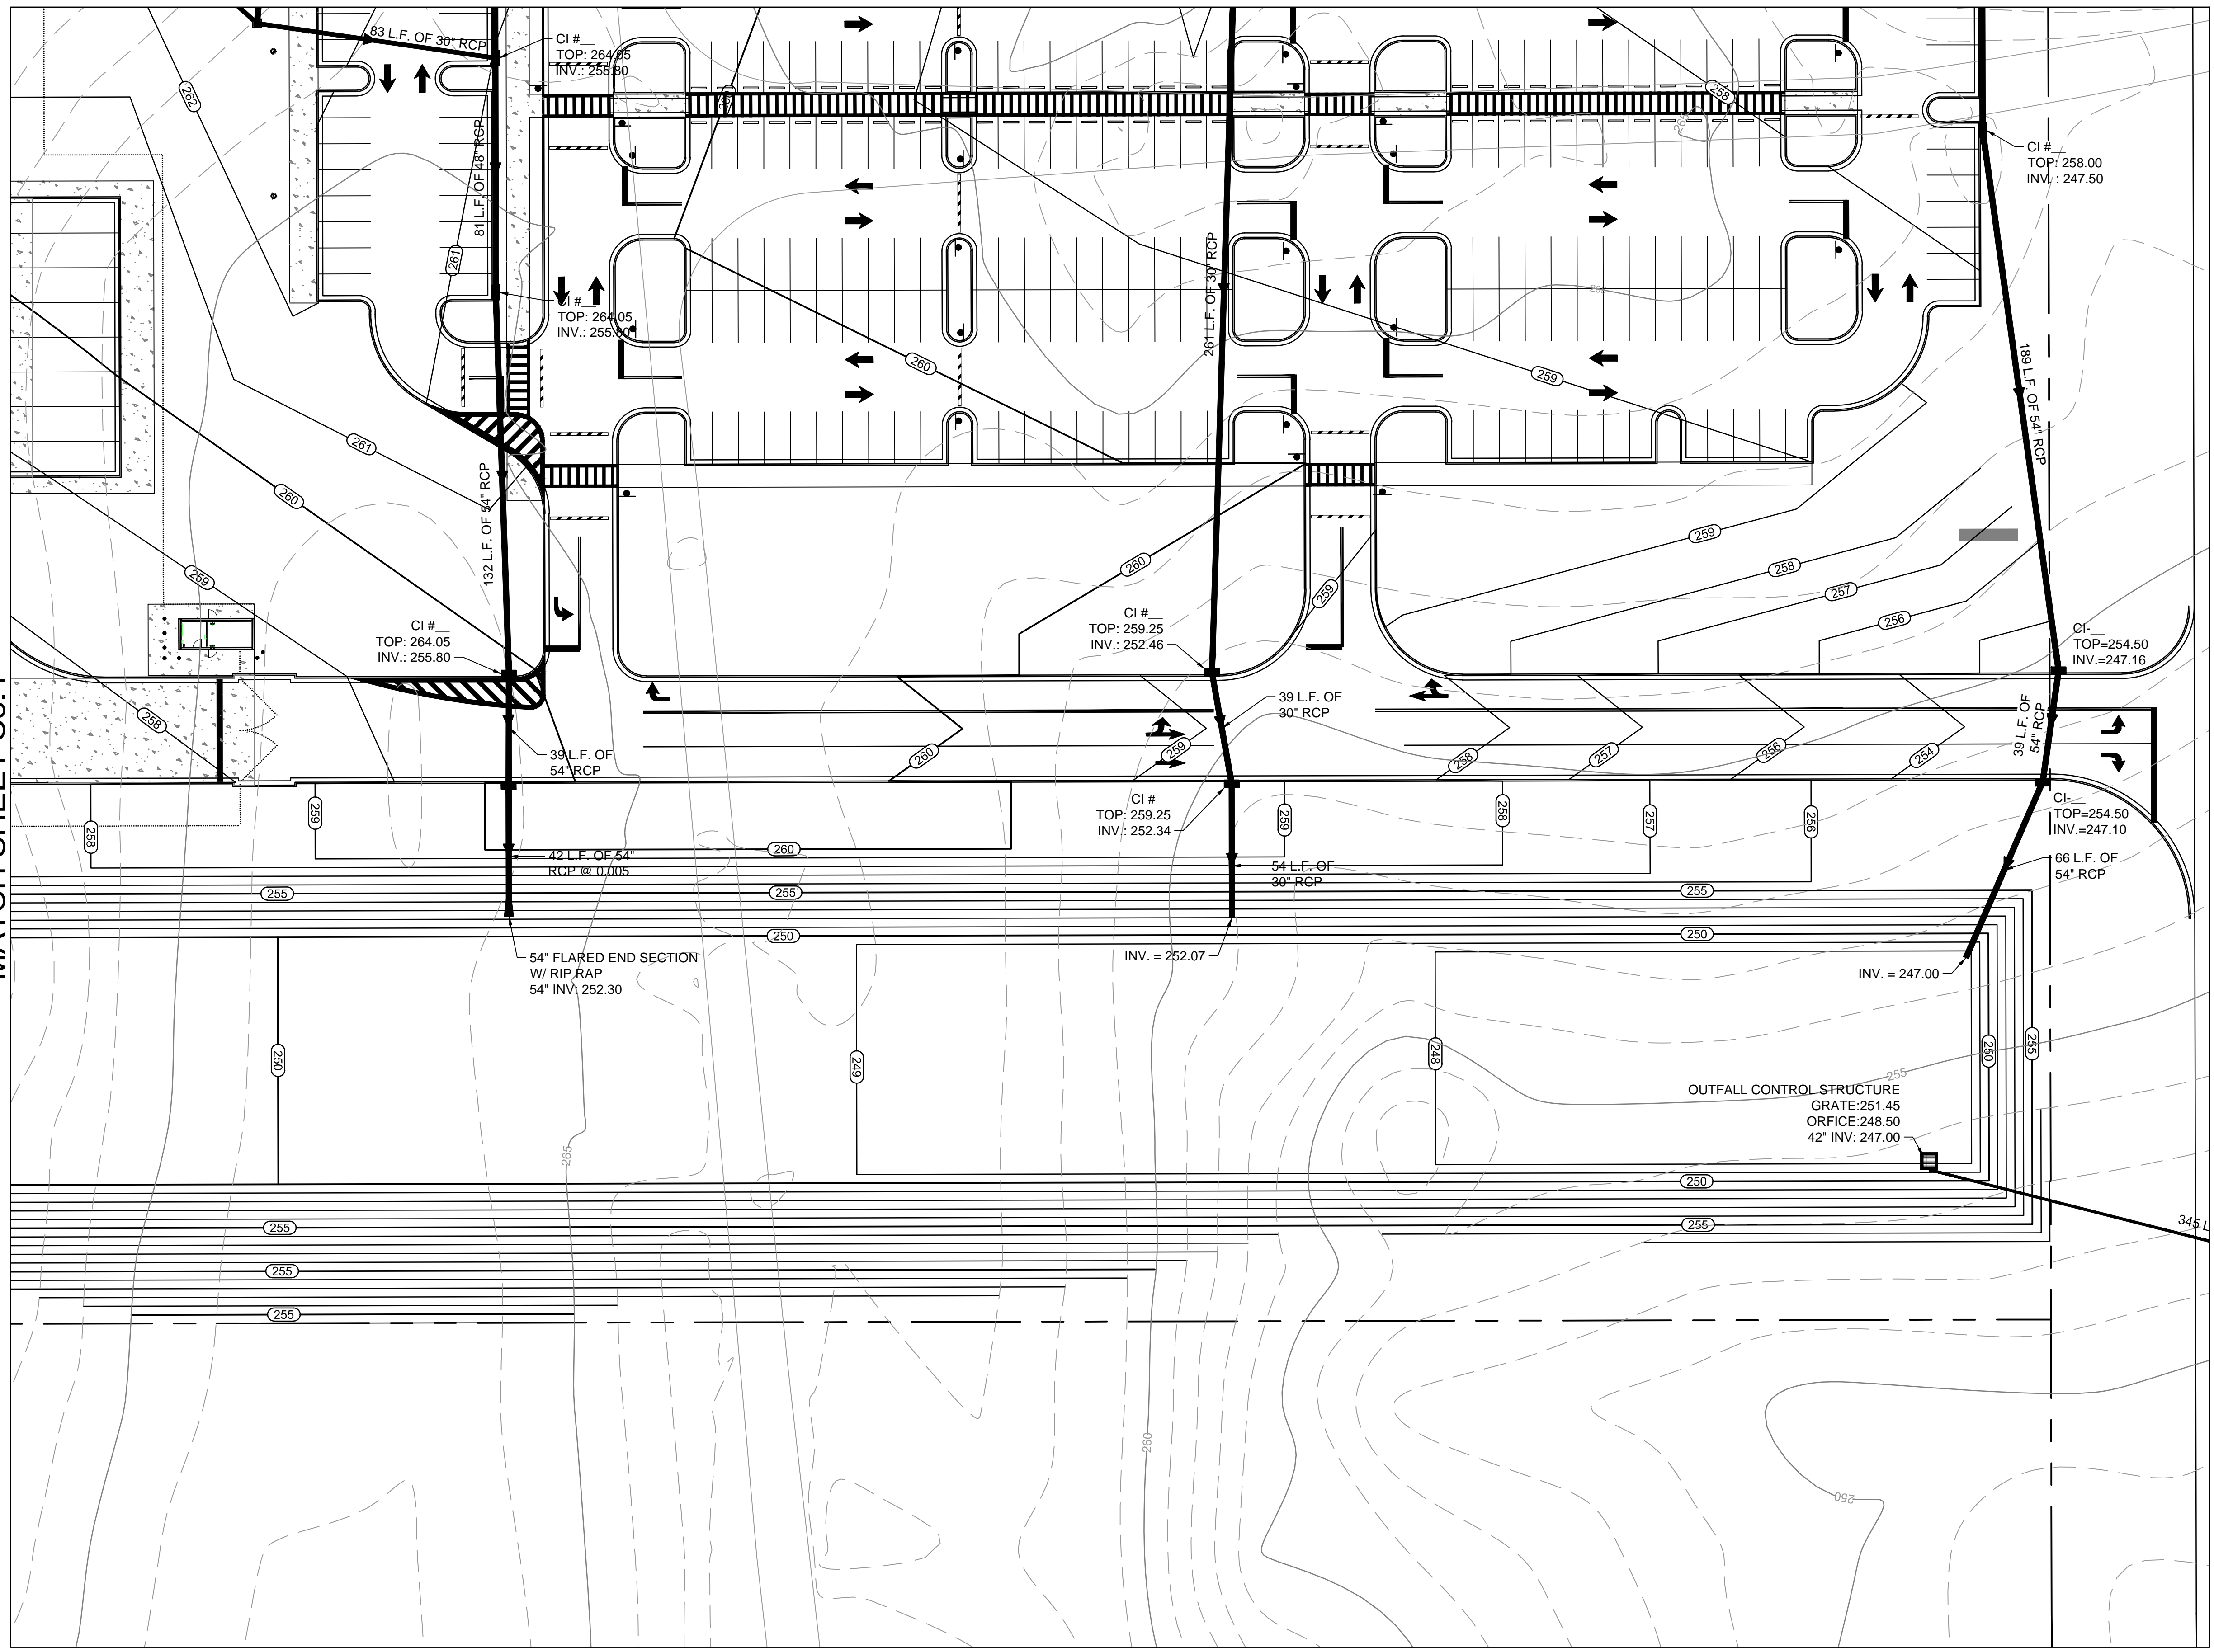 83 L.F. OF 30" RCP
CI #__
TOP: 264.05
INV.: 255.80
262
258
260
CI #__
TOP: 258.00
INV.: 247.50
81 L.F. OF 48" RCP
261
CI #__
TOP: 264.05
INV.: 255.80
261 L.F. OF 30" RCP
260
259
189 L.F. OF 54" RCP
261
260
132 L.F. OF 54" RCP
259
260
259
259
258
257
256
CI #__
TOP: 264.05
INV.: 255.80
CI #__
TOP: 259.25
INV.: 252.46
CI-__
TOP=254.50
INV.=247.16
258
39 L.F. OF
54" RCP
39 L.F. OF
30" RCP
39 L.F. OF
54" RCP
260
259
258
257
256
254
CI #__
TOP: 259.25
INV.: 252.34
CI-__
TOP=254.50
INV.=247.10
258
259
260
259
258
257
256
42 L.F. OF 54"
RCP @ 0.005
54 L.F. OF
30" RCP
66 L.F. OF
54" RCP
255
255
255
250
250
54" FLARED END SECTION
W/ RIP RAP
54" INV: 252.30
INV. = 252.07
INV. = 247.00
250
249
248
250
255
255
OUTFALL CONTROL STRUCTURE
GRATE:251.45
ORFICE:248.50
42" INV: 247.00
265
250
255
255
345 L
255
255
260
250